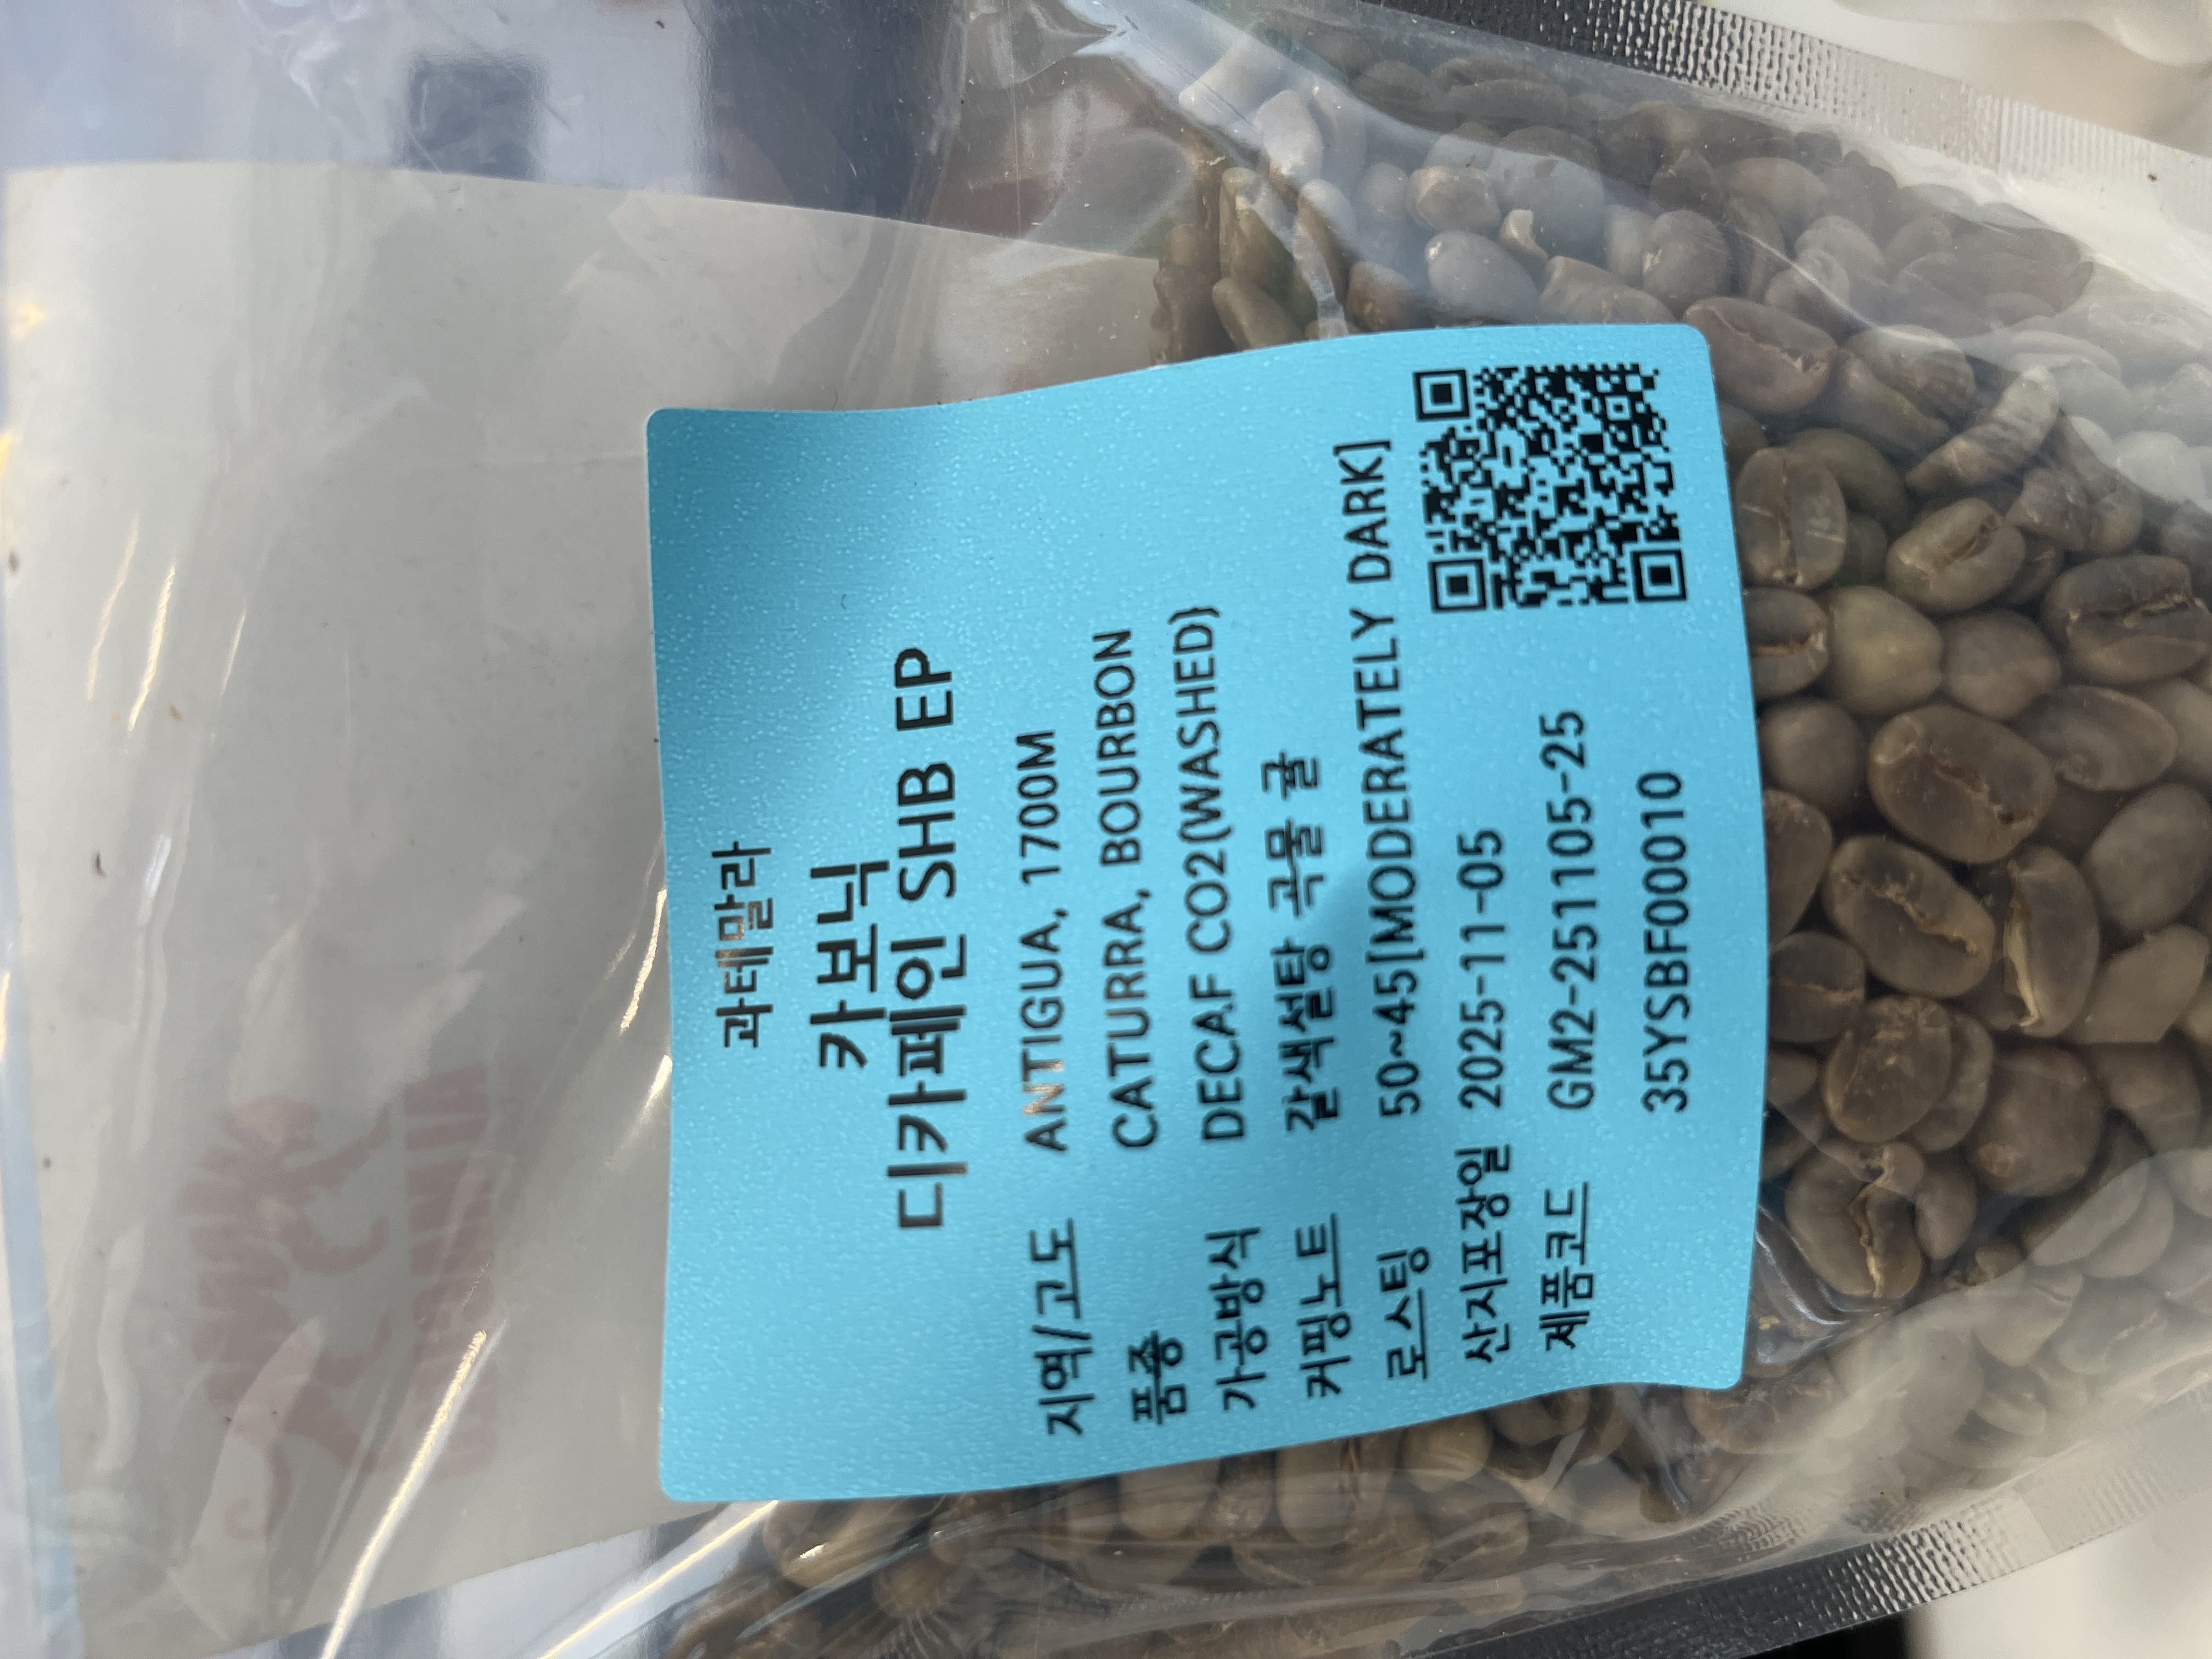 과테말라
카보닉
디카페인 SHB EP
지역/고도 ANTIGUA, 1700M
품종 CATURRA, BOURBON
가공방식 DECAF CO2(WASHED)
커핑노트 갈색설탕 곡물 귤
로스팅 50~45[MODERATELY DARK]
산지포장일 2025-11-05
제품코드 GM2-251105-25
35YSBF000010